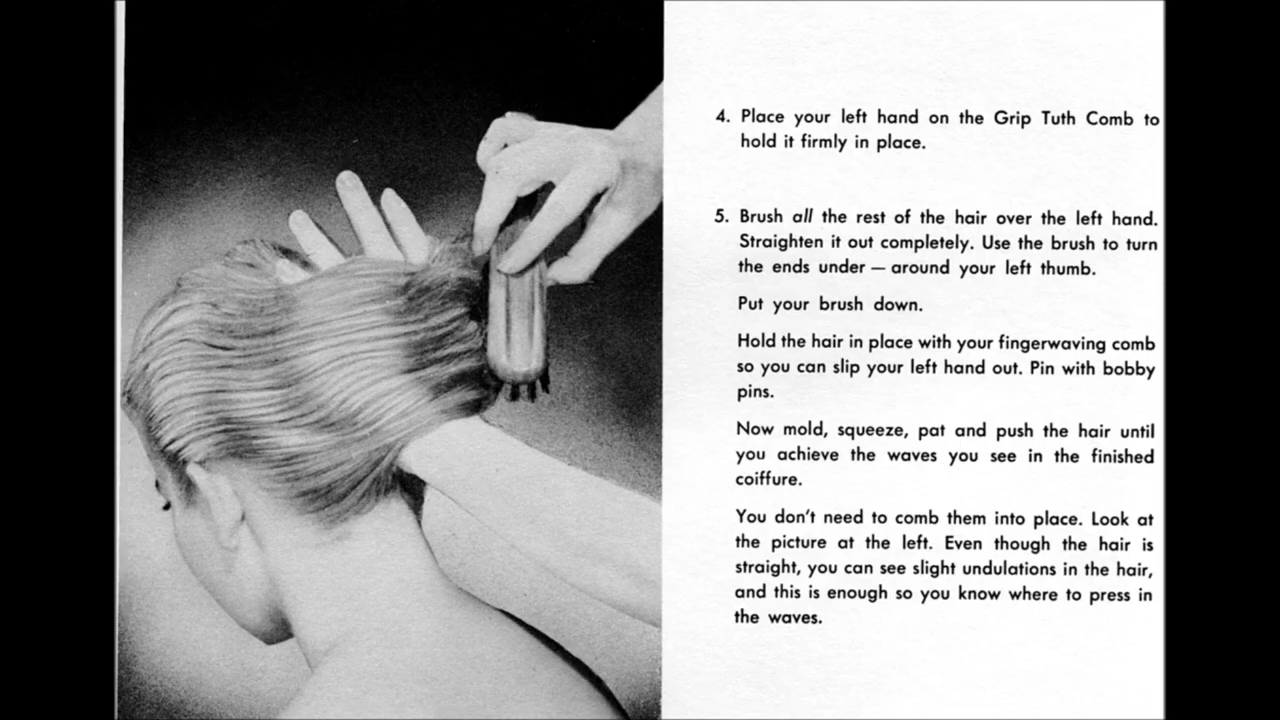 4. Place your left hand on the Grip Tuth Comb to
hold it firmly in place.
5. Brush all the rest of the hair over the left hand.
Straighten it out completely. Use the brush to turn
the ends under — around your left thumb.
Put your brush down.
Hold the hair in place with your fingerwaving comb
so you can slip your left hand out. Pin with bobby
pins.
Now mold, squeeze, pat and push the hair until
you achieve the waves you see in the finished
coiffure.
You don't need to comb them into place. Look at
the picture at the left. Even though the hair is
straight, you can see slight undulations in the hair,
and this is enough so you know where to press in
the waves.